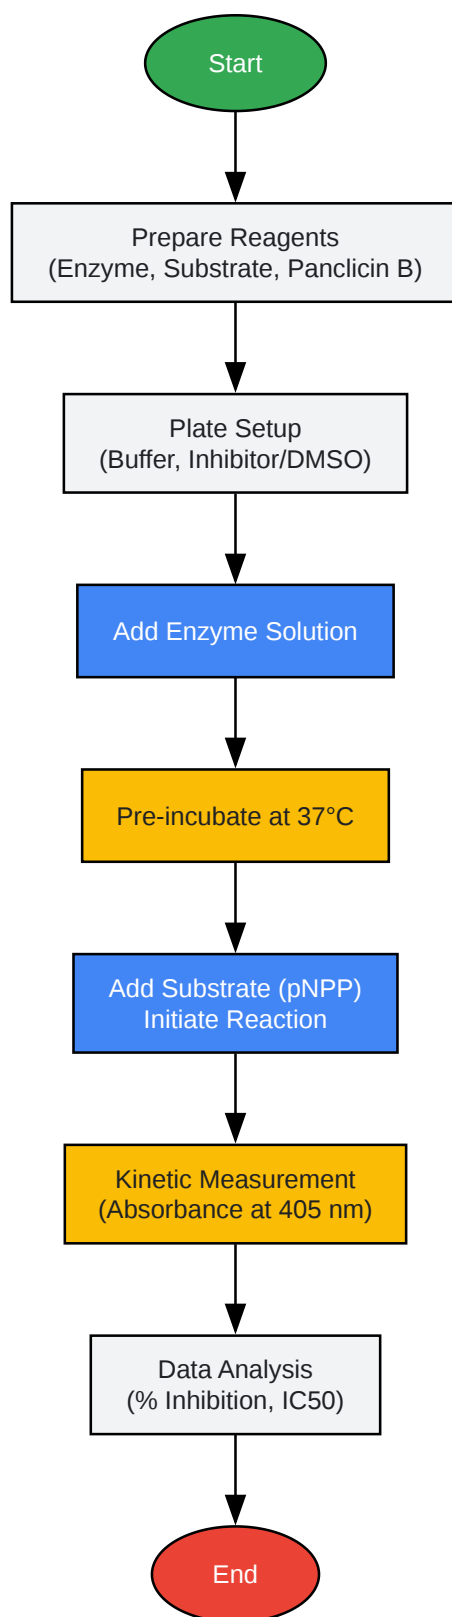 Start
Prepare Reagents
(Enzyme, Substrate, Panclicin B)
Plate Setup
(Buffer, Inhibitor/DMSO)
Add Enzyme Solution
Pre-incubate at 37°C
Add Substrate (pNPP)
Initiate Reaction
Kinetic Measurement
(Absorbance at 405 nm)
Data Analysis
(% Inhibition, IC50)
End